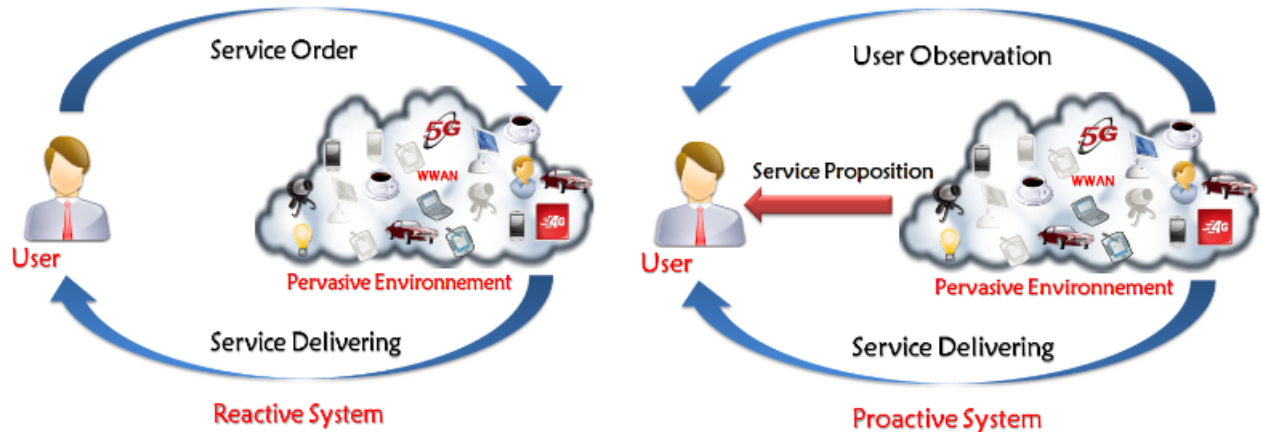 Service Order
5G
WWAN
4G
User
Pervasive Environnement
Service Delivering
Reactive System
User Observation
Service Proposition
5G
WWAN
4G
User
Pervasive Environnement
Service Delivering
Proactive System